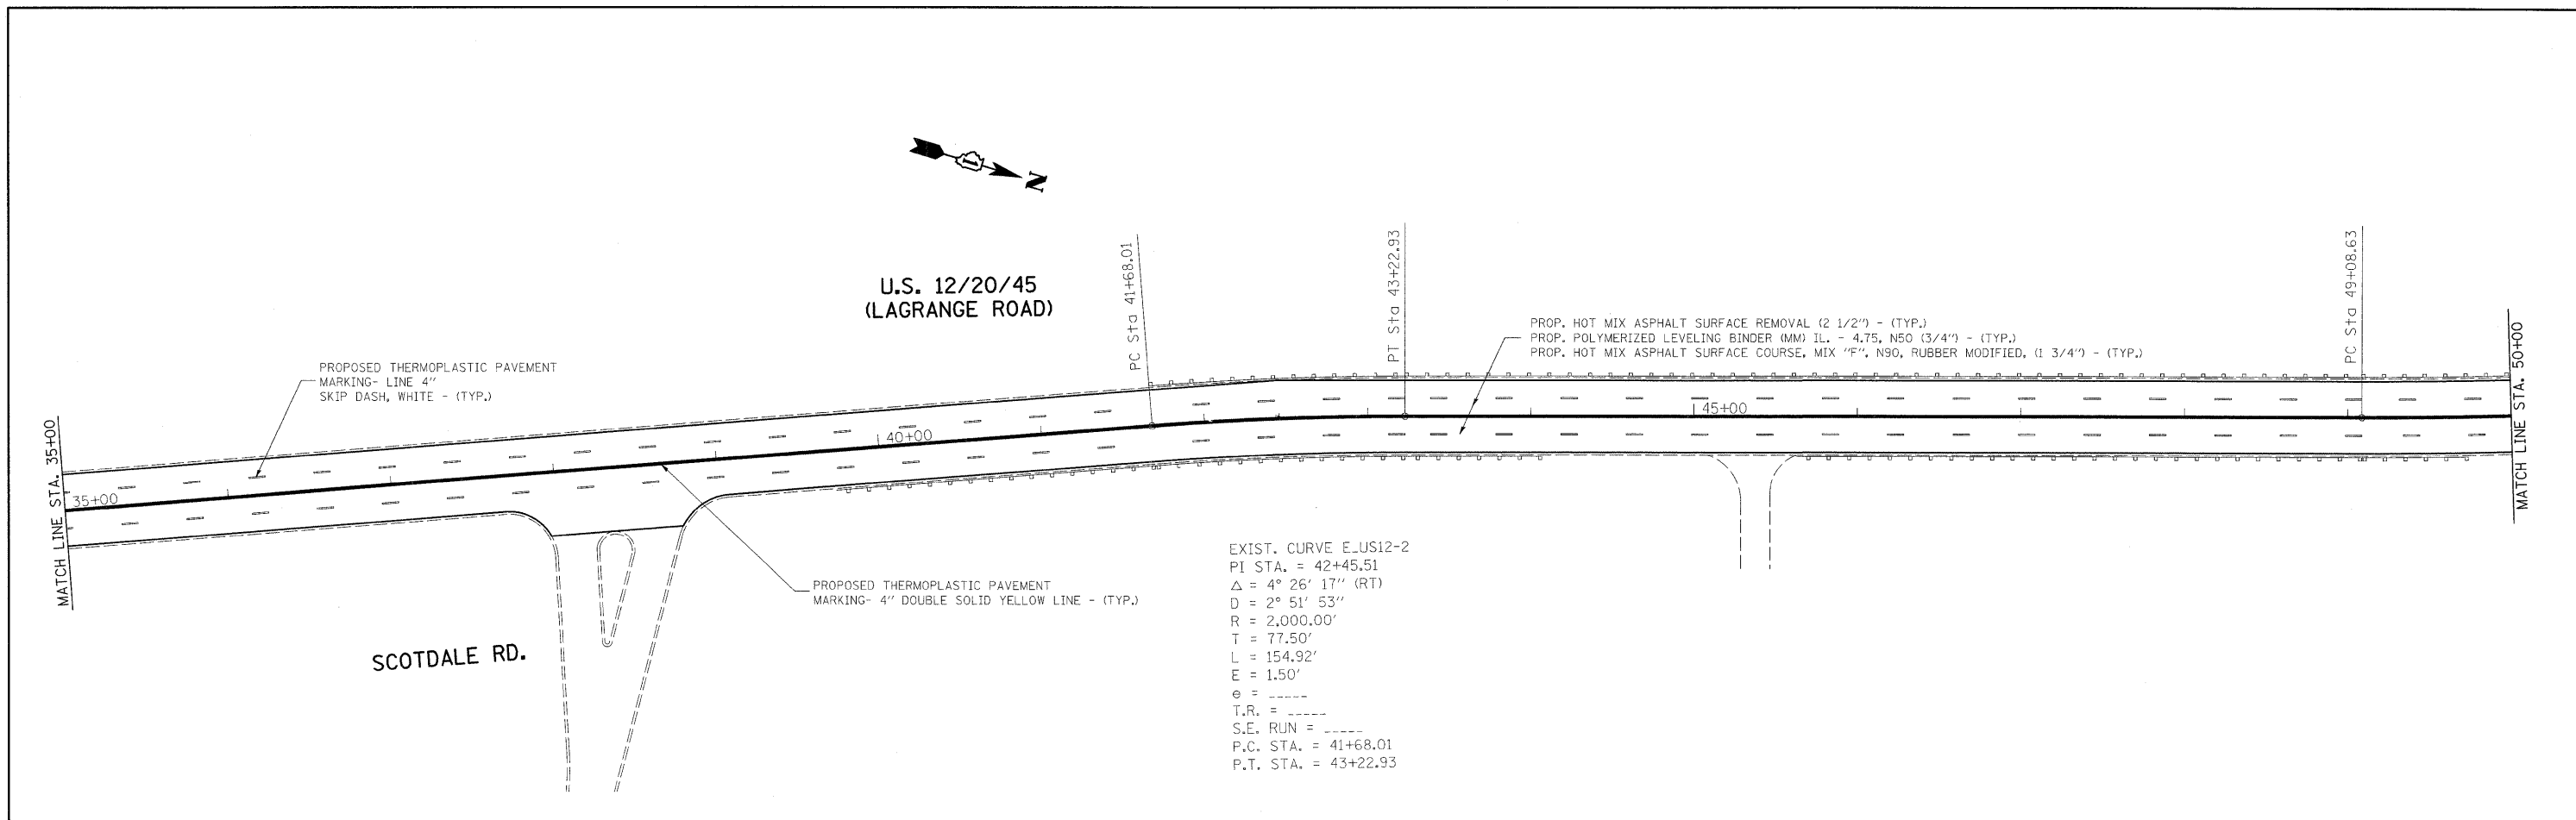 N
U.S. 12/20/45
(LAGRANGE ROAD)
PC Sta 41+68.01
PT Sta 43+22.93
PC Sta 49+08.63
PROP. HOT MIX ASPHALT SURFACE REMOVAL (2 1/2") - (TYP.)
PROP. POLYMERIZED LEVELING BINDER (MM) IL. - 4.75, N50 (3/4") - (TYP.)
PROP. HOT MIX ASPHALT SURFACE COURSE, MIX "F", N90, RUBBER MODIFIED, (1 3/4") - (TYP.)
PROPOSED THERMOPLASTIC PAVEMENT
MARKING- LINE 4"
SKIP DASH, WHITE - (TYP.)
MATCH LINE STA. 35+00
35+00
40+00
45+00
MATCH LINE STA. 50+00
PROPOSED THERMOPLASTIC PAVEMENT
MARKING- 4" DOUBLE SOLID YELLOW LINE - (TYP.)
SCOTDALE RD.
EXIST. CURVE E_US12-2
PI STA. = 42+45.51
Δ = 4° 26' 17" (RT)
D = 2° 51' 53"
R = 2,000.00'
T = 77.50'
L = 154.92'
E = 1.50'
e = _____
T.R. = _____
S.E. RUN = _____
P.C. STA. = 41+68.01
P.T. STA. = 43+22.93